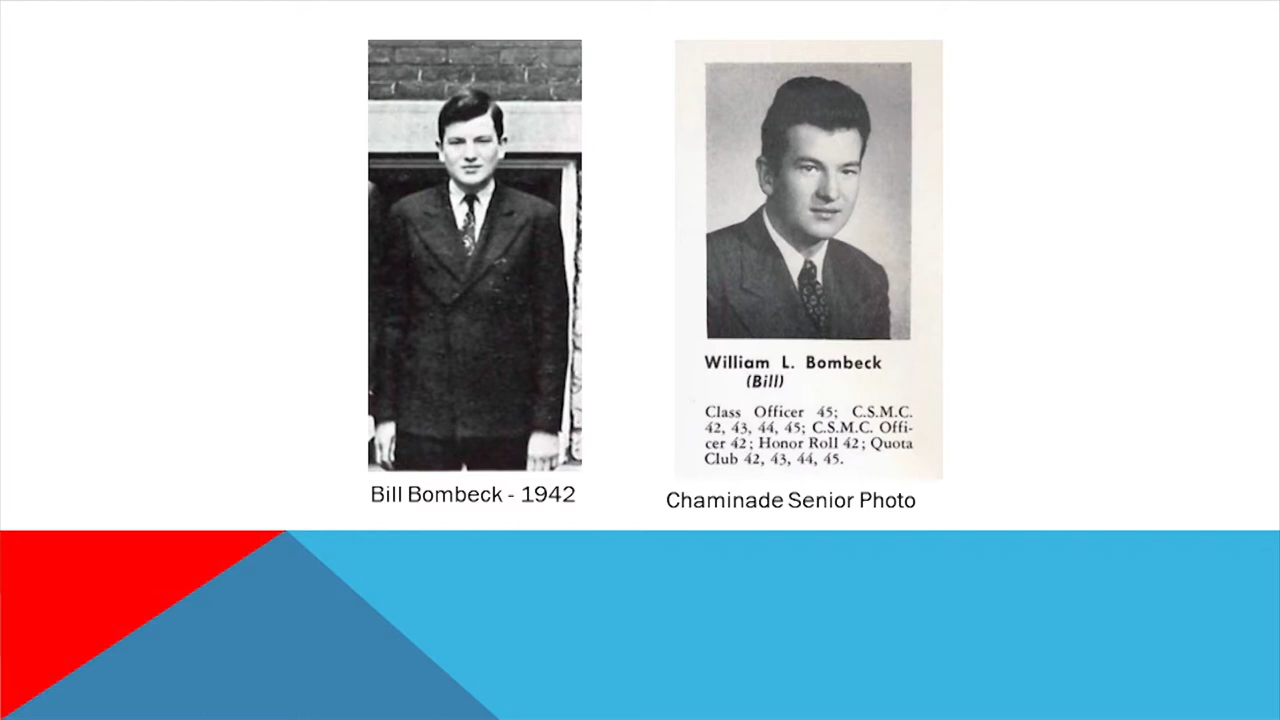 William L. Bombeck
(Bill)
Class Officer 45; C.S.M.C.
42, 43, 44, 45; C.S.M.C. Offi-
cer 42; Honor Roll 42; Quota
Club 42, 43, 44, 45.
Bill Bombeck - 1942
Chaminade Senior Photo